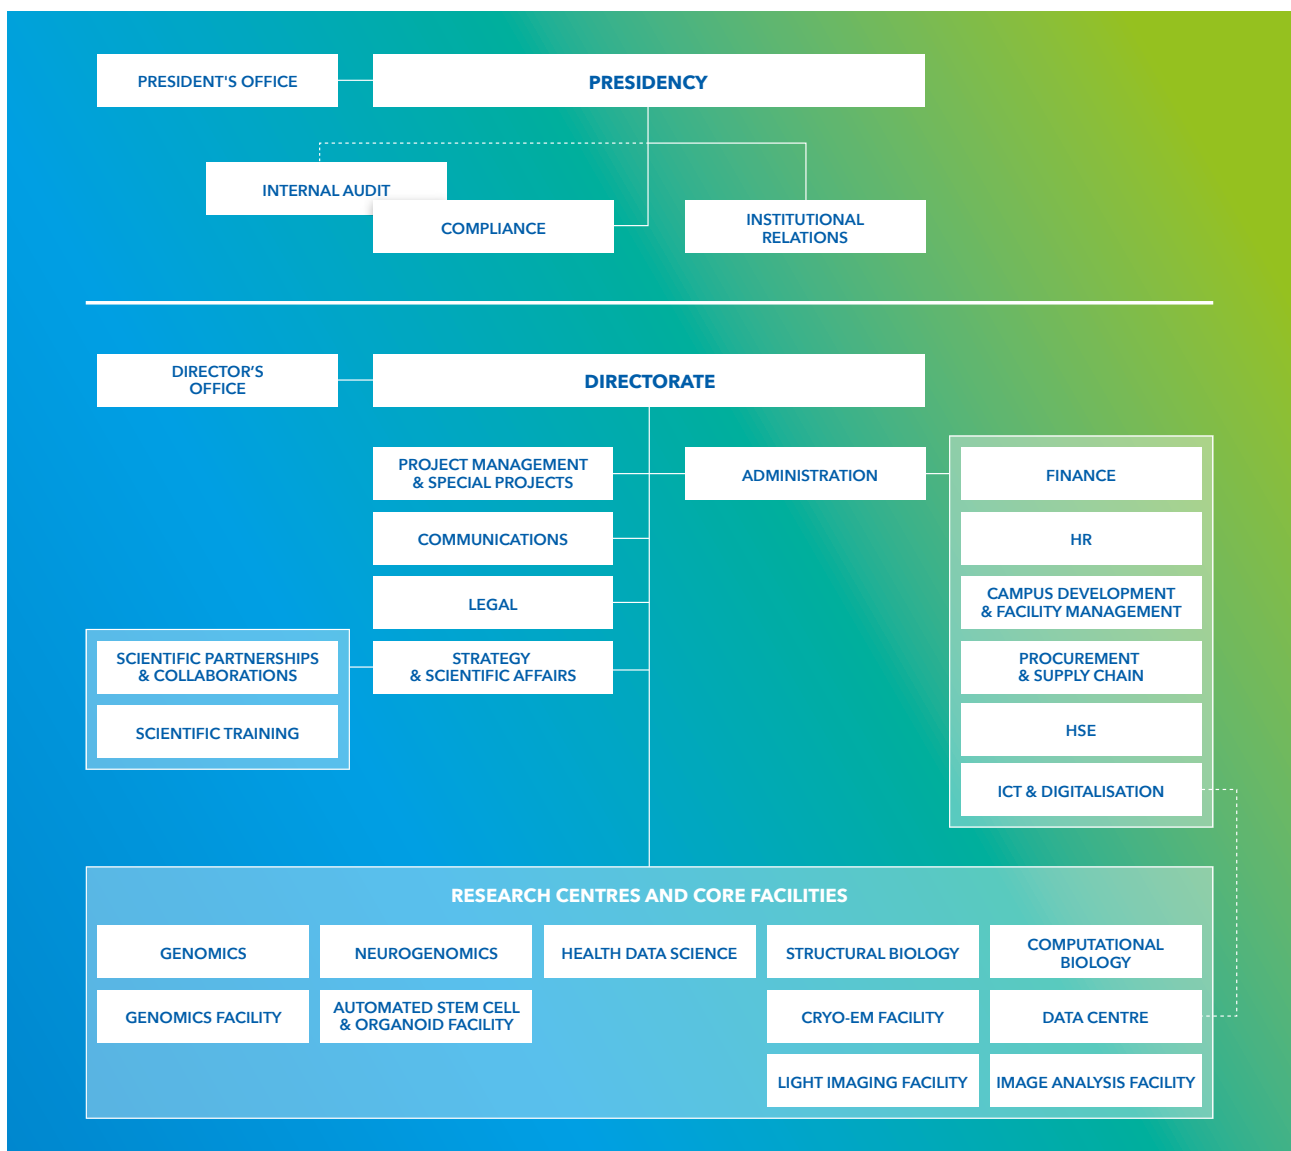 PRESIDENT'S OFFICE
PRESIDENCY
INTERNAL AUDIT
COMPLIANCE
INSTITUTIONAL
RELATIONS
DIRECTOR’S
OFFICE
DIRECTORATE
PROJECT MANAGEMENT
& SPECIAL PROJECTS
ADMINISTRATION
FINANCE
COMMUNICATIONS
HR
LEGAL
CAMPUS DEVELOPMENT
& FACILITY MANAGEMENT
SCIENTIFIC PARTNERSHIPS
& COLLABORATIONS
STRATEGY
& SCIENTIFIC AFFAIRS
PROCUREMENT
& SUPPLY CHAIN
SCIENTIFIC TRAINING
HSE
ICT & DIGITALISATION
RESEARCH CENTRES AND CORE FACILITIES
GENOMICS
NEUROGENOMICS
HEALTH DATA SCIENCE
STRUCTURAL BIOLOGY
COMPUTATIONAL
BIOLOGY
GENOMICS FACILITY
AUTOMATED STEM CELL
& ORGANOID FACILITY
CRYO-EM FACILITY
DATA CENTRE
LIGHT IMAGING FACILITY
IMAGE ANALYSIS FACILITY